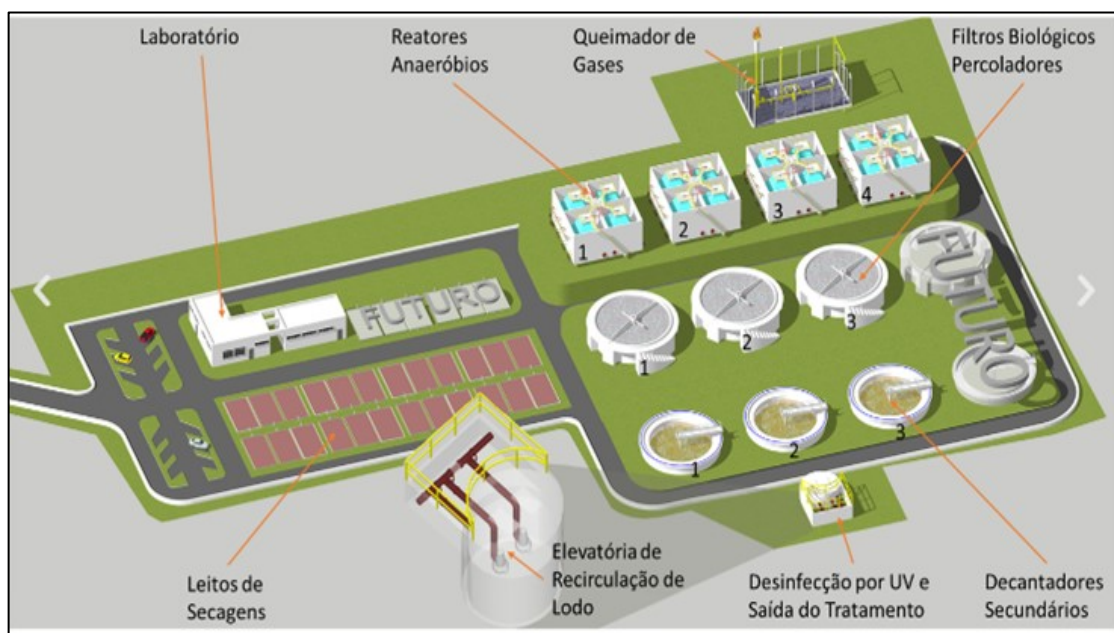 Laboratório
Reatores
Anaeróbios
Queimador de
Gases
Filtros Biológicos
Percoladores
1
2
3
4
FUTURO
FUTURO
1
2
3
1
2
3
Leitos de
Secagens
Elevatória de
Recirculação de
Lodo
Desinfecção por UV e
Saída do Tratamento
Decantadores
Secundários